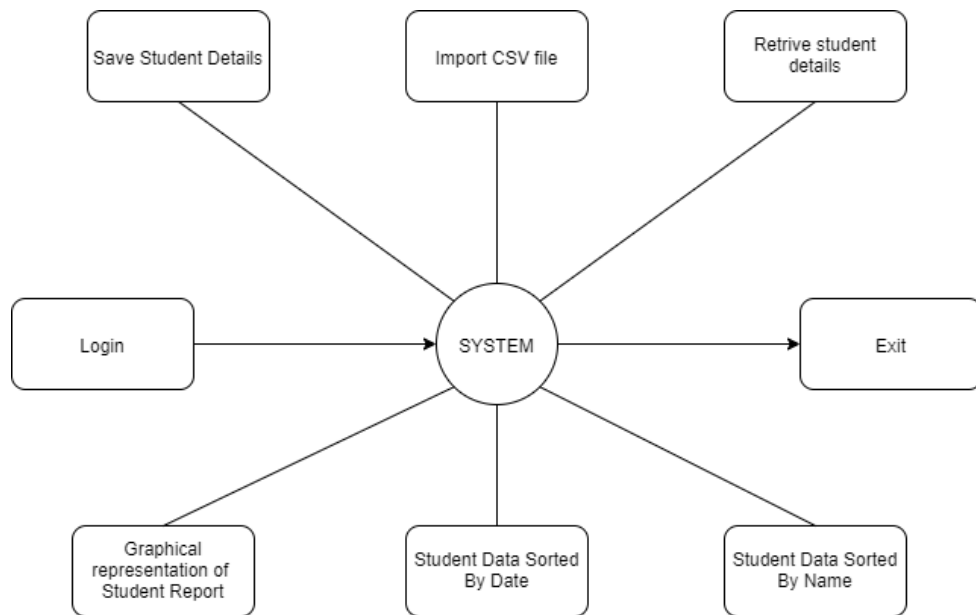 Save Student Details
Import CSV file
Retrive student
details
Login
SYSTEM
Exit
Graphical
representation of
Student Report
Student Data Sorted
By Date
Student Data Sorted
By Name